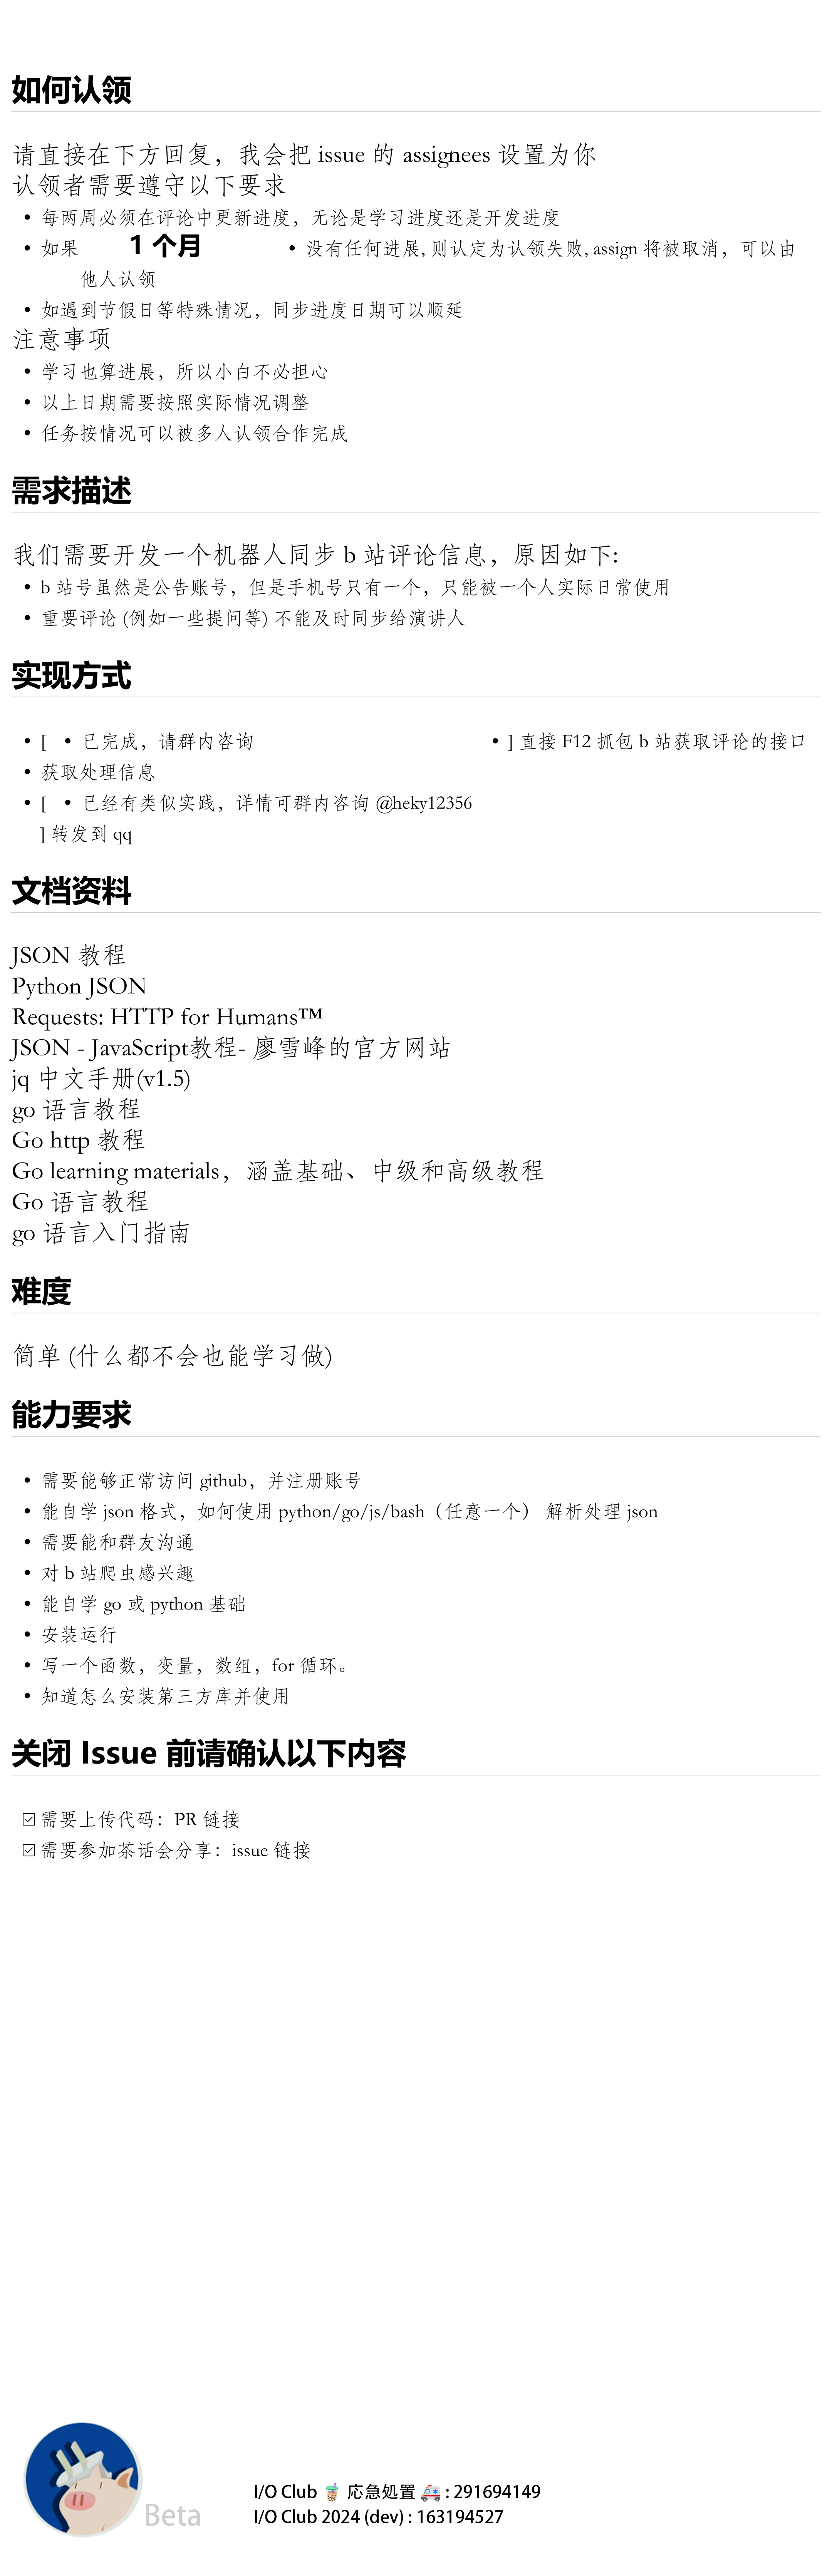 如何认领
请直接在下方回复，我会把 issue 的 assignees 设置为你
认领者需要遵守以下要求
• 每两周必须在评论中更新进度，无论是学习进度还是开发进度
• 如果 1 个月 • 没有任何进展, 则认定为认领失败, assign 将被取消，可以由
他人认领
• 如遇到节假日等特殊情况，同步进度日期可以顺延
注意事项
• 学习也算进展，所以小白不必担心
• 以上日期需要按照实际情况调整
• 任务按情况可以被多人认领合作完成
需求描述
我们需要开发一个机器人同步 b 站评论信息，原因如下:
• b 站号虽然是公告账号，但是手机号只有一个，只能被一个人实际日常使用
• 重要评论 (例如一些提问等) 不能及时同步给演讲人
实现方式
• [ • 已完成，请群内咨询 • ] 直接 F12 抓包 b 站获取评论的接口
• 获取处理信息
• [ • 已经有类似实践，详情可群内咨询 @heky12356
] 转发到 qq
文档资料
JSON 教程
Python JSON
Requests: HTTP for Humans™
JSON - JavaScript教程- 廖雪峰的官方网站
jq 中文手册(v1.5)
go 语言教程
Go http 教程
Go learning materials，涵盖基础、中级和高级教程
Go 语言教程
go 语言入门指南
难度
简单 (什么都不会也能学习做)
能力要求
• 需要能够正常访问 github，并注册账号
• 能自学 json 格式，如何使用 python/go/js/bash（任意一个） 解析处理 json
• 需要能和群友沟通
• 对 b 站爬虫感兴趣
• 能自学 go 或 python 基础
• 安装运行
• 写一个函数，变量，数组，for 循环。
• 知道怎么安装第三方库并使用
关闭 Issue 前请确认以下内容
☑ 需要上传代码：PR 链接
☑ 需要参加茶话会分享：issue 链接
Beta
I/O Club 🧋 応急処置 🚑 : 291694149
I/O Club 2024 (dev) : 163194527